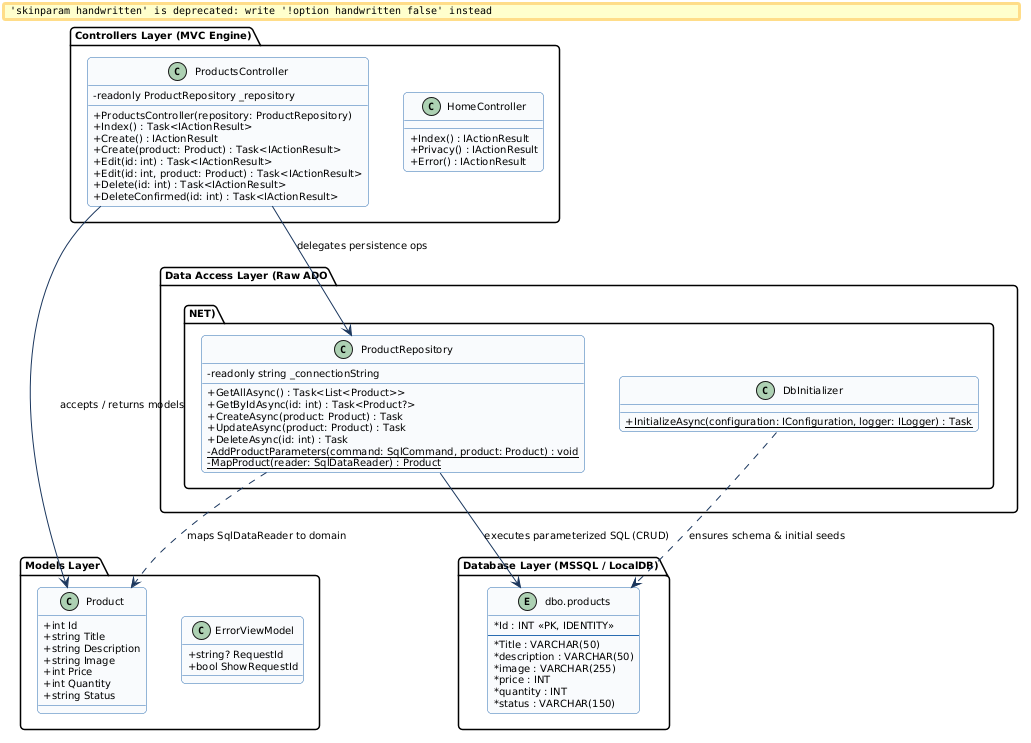 'skinparam handwritten' is deprecated: write '!option handwritten false' instead
Controllers Layer (MVC Engine)
C ProductsController
-readonly ProductRepository _repository
+ProductsController(repository: ProductRepository)
+Index() : Task<IActionResult>
+Create() : IActionResult
+Create(product: Product) : Task<IActionResult>
+Edit(id: int) : Task<IActionResult>
+Edit(id: int, product: Product) : Task<IActionResult>
+Delete(id: int) : Task<IActionResult>
+DeleteConfirmed(id: int) : Task<IActionResult>
C HomeController
+Index() : IActionResult
+Privacy() : IActionResult
+Error() : IActionResult
delegates persistence ops
accepts / returns models
Data Access Layer (Raw ADO
NET)
C ProductRepository
-readonly string _connectionString
+GetAllAsync() : Task<List<Product>>
+GetByIdAsync(id: int) : Task<Product?>
+CreateAsync(product: Product) : Task
+UpdateAsync(product: Product) : Task
+DeleteAsync(id: int) : Task
-AddProductParameters(command: SqlCommand, product: Product) : void
-MapProduct(reader: SqlDataReader) : Product
C DbInitializer
+InitializeAsync(configuration: IConfiguration, logger: ILogger) : Task
maps SqlDataReader to domain
executes parameterized SQL (CRUD)
ensures schema & initial seeds
Models Layer
C Product
+int Id
+string Title
+string Description
+string Image
+int Price
+int Quantity
+string Status
C ErrorViewModel
+string? RequestId
+bool ShowRequestId
Database Layer (MSSQL / LocalDB)
E dbo.products
*Id : INT «PK, IDENTITY»
*Title : VARCHAR(50)
*description : VARCHAR(50)
*image : VARCHAR(255)
*price : INT
*quantity : INT
*status : VARCHAR(150)